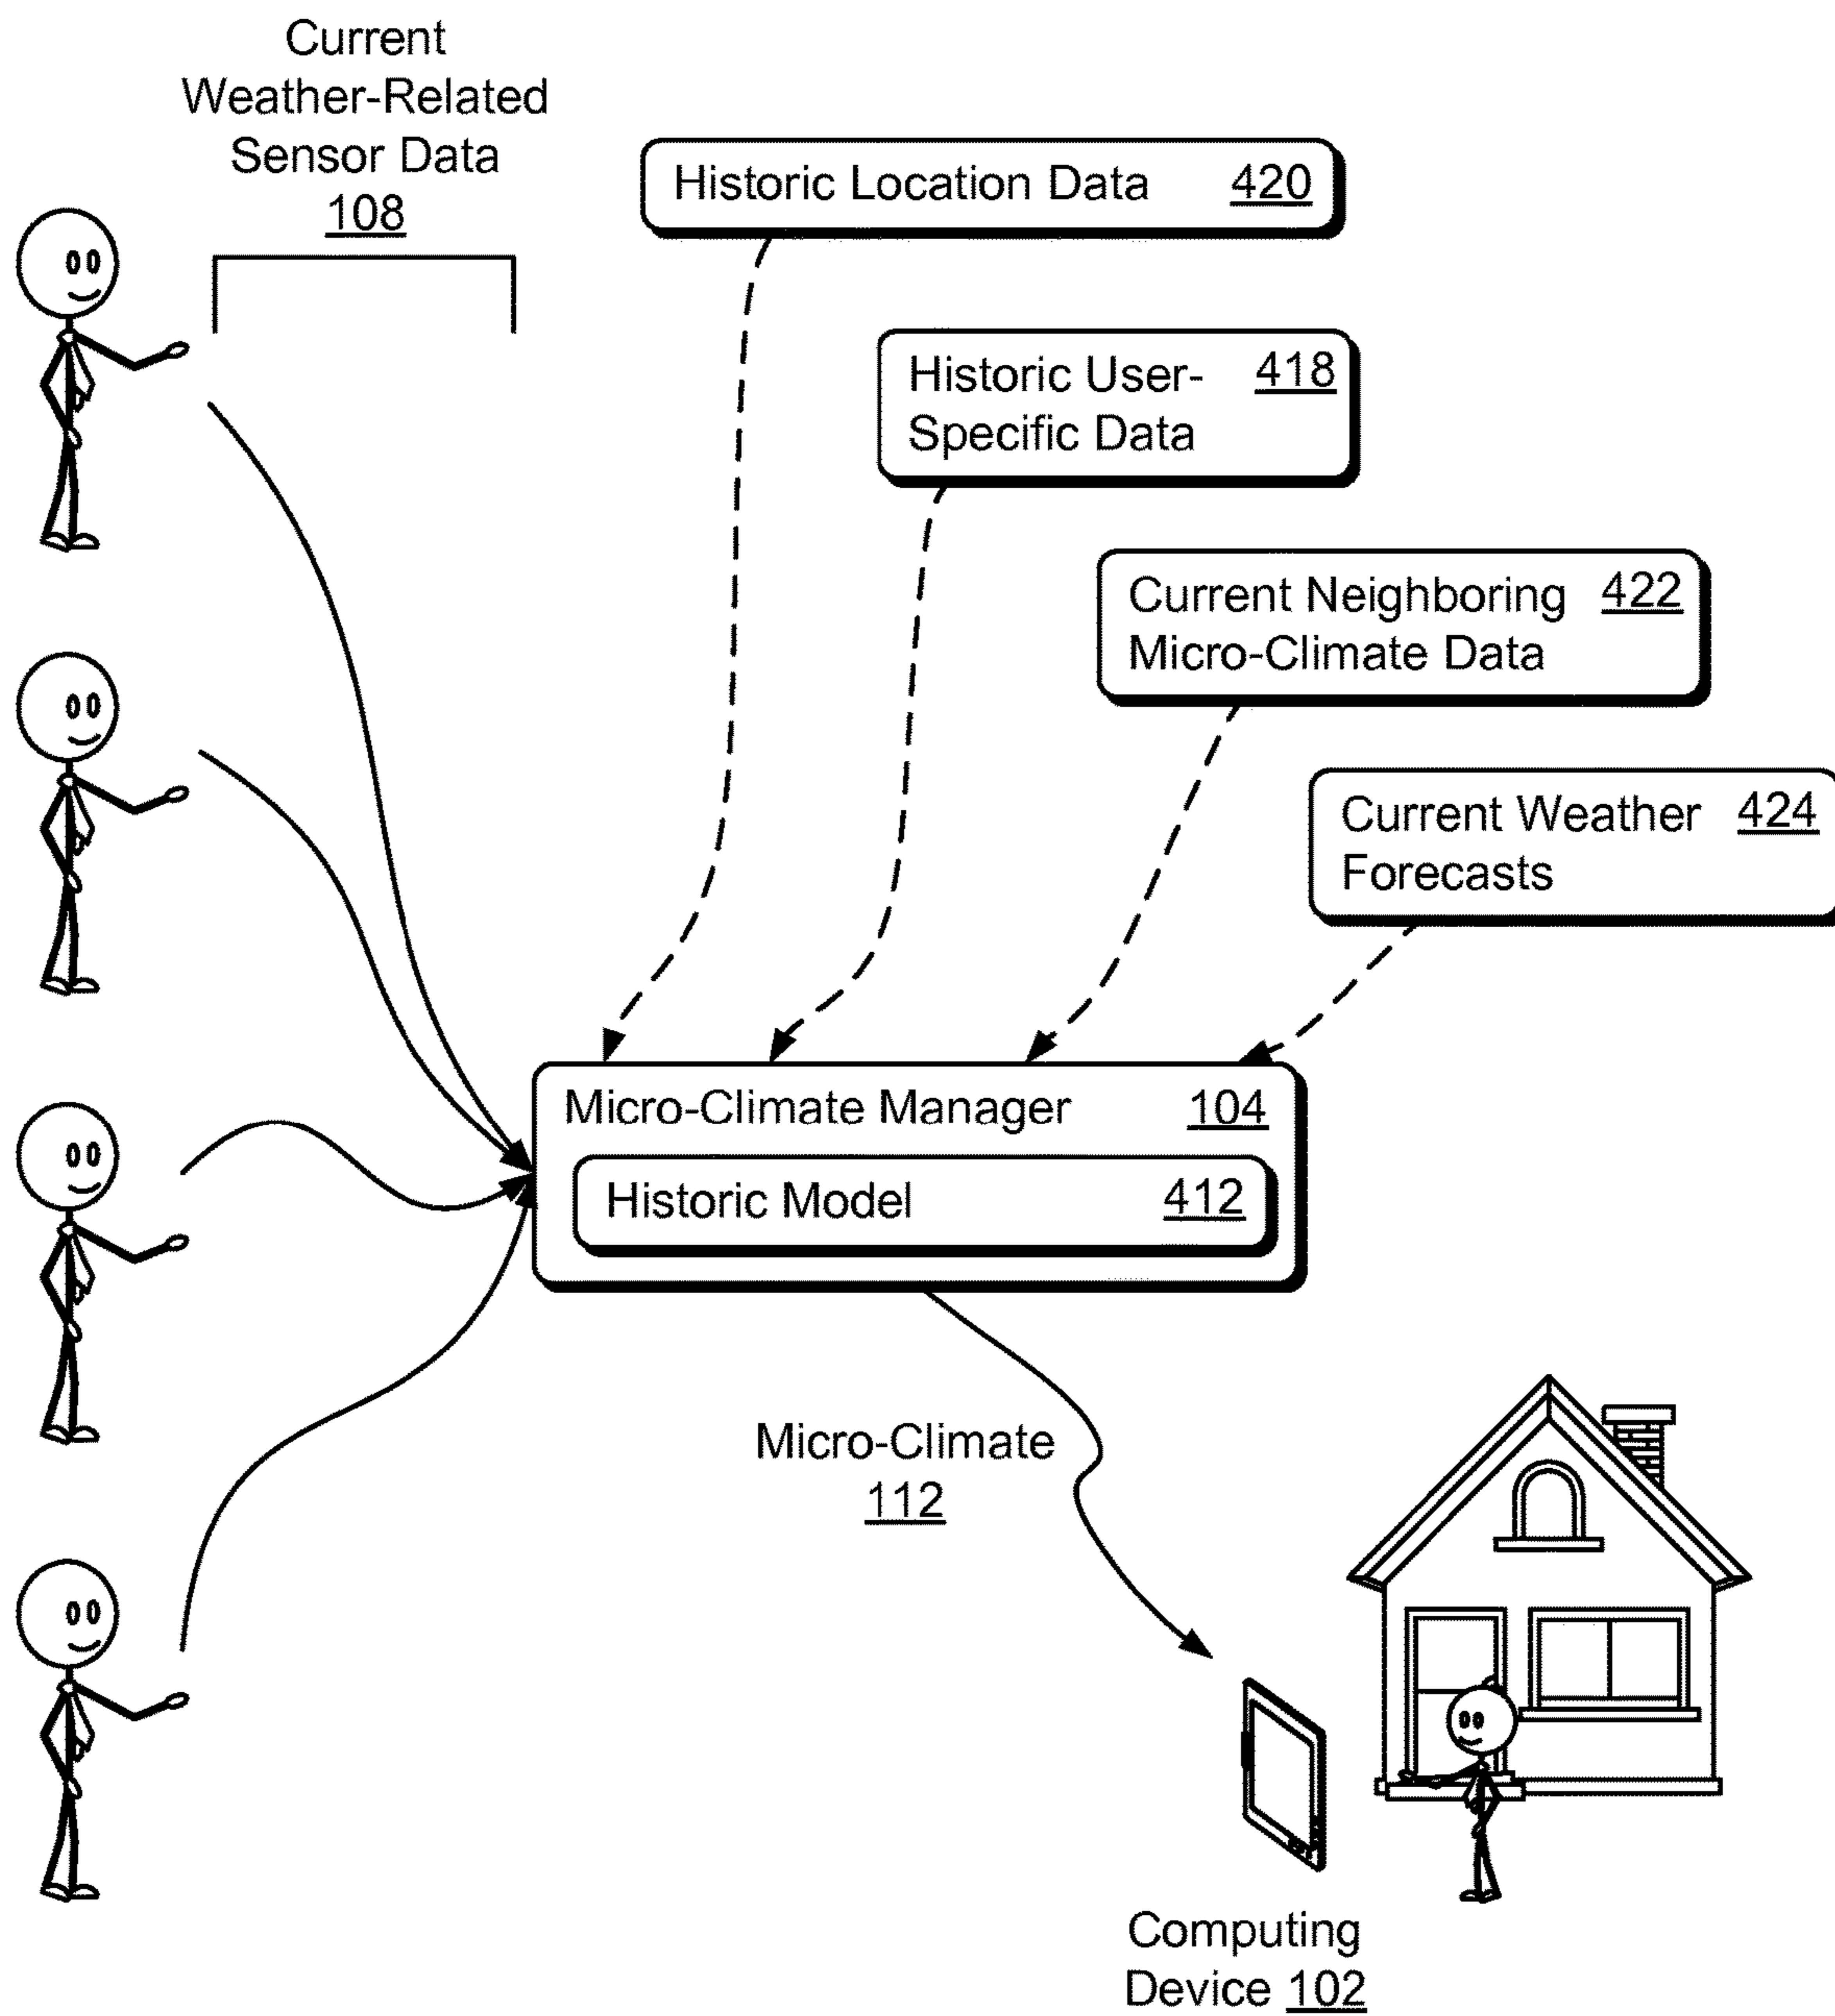 Current
Weather-Related
Sensor Data
108
Historic Location Data 420
Historic User- 418
Specific Data
Current Neighboring 422
Micro-Climate Data
Current Weather 424
Forecasts
Micro-Climate Manager 104
Historic Model 412
Micro-Climate
112
Computing
Device 102